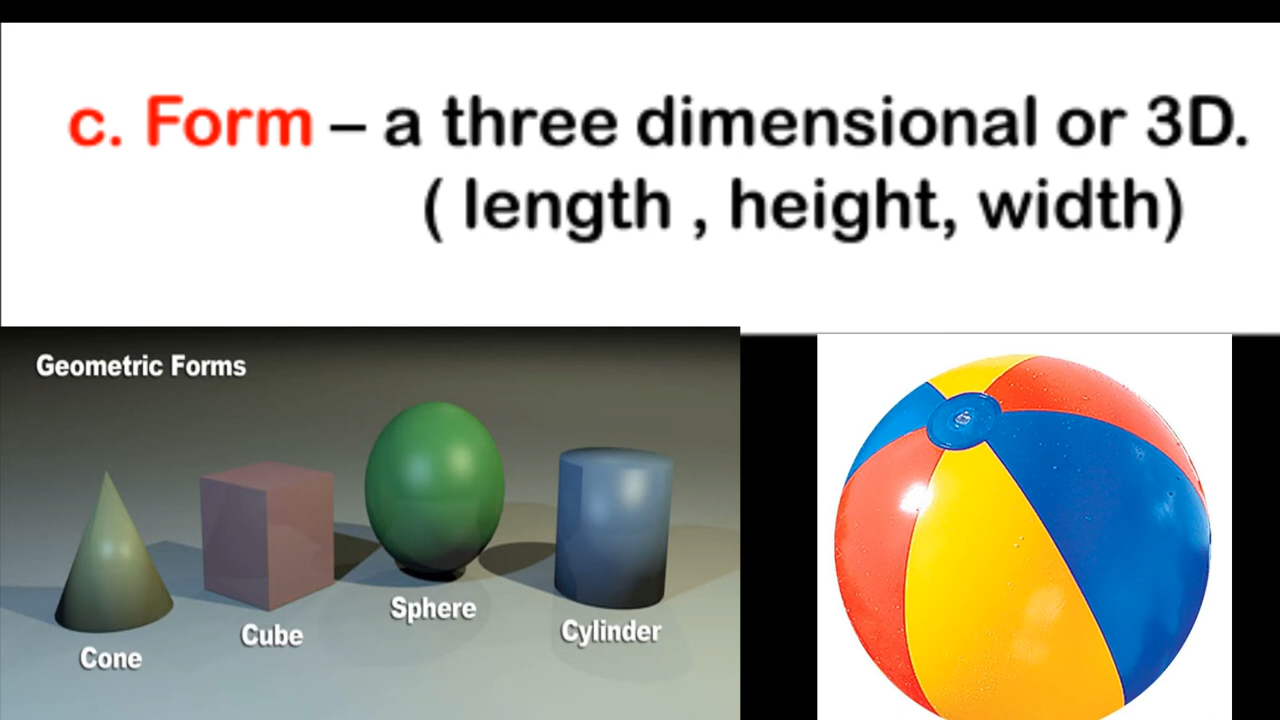 c. Form – a three dimensional or 3D.
( length , height, width)
Geometric Forms
Cone
Cube
Sphere
Cylinder